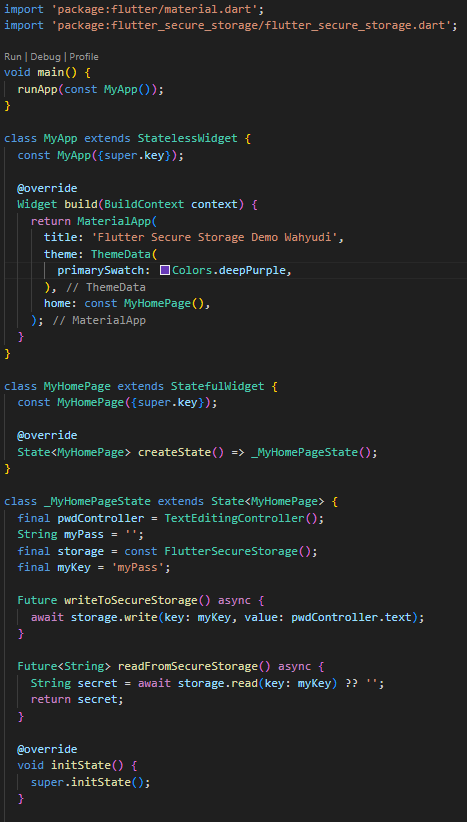 import 'package:flutter/material.dart';
import 'package:flutter_secure_storage/flutter_secure_storage.dart';
Run | Debug | Profile
void main() {
  runApp(const MyApp());
}
class MyApp extends StatelessWidget {
  const MyApp({super.key});
  @override
  Widget build(BuildContext context) {
    return MaterialApp(
      title: 'Flutter Secure Storage Demo Wahyudi',
      theme: ThemeData(
        primarySwatch: Colors.deepPurple,
      ), // ThemeData
      home: const MyHomePage(),
    ); // MaterialApp
  }
}
class MyHomePage extends StatefulWidget {
  const MyHomePage({super.key});
  @override
  State<MyHomePage> createState() => _MyHomePageState();
}
class _MyHomePageState extends State<MyHomePage> {
  final pwdController = TextEditingController();
  String myPass = '';
  final storage = const FlutterSecureStorage();
  final myKey = 'myPass';
  Future writeToSecureStorage() async {
    await storage.write(key: myKey, value: pwdController.text);
  }
  Future<String> readFromSecureStorage() async {
    String secret = await storage.read(key: myKey) ?? '';
    return secret;
  }
  @override
  void initState() {
    super.initState();
  }